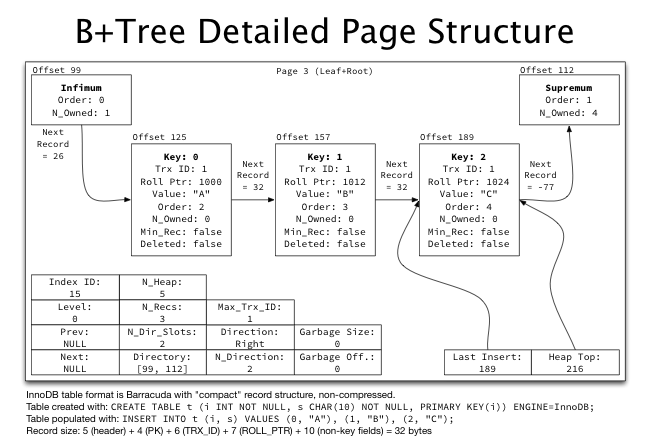 B+Tree Detailed Page Structure
Offset 99
Page 3 (Leaf+Root)
Offset 112
Infimum
Order: 0
N_Owned: 1
Supremum
Order: 1
N_Owned: 4
Next
Record
= 26
Offset 125
Key: 0
Trx ID: 1
Roll Ptr: 1000
Value: "A"
Order: 2
N_Owned: 0
Min_Rec: false
Deleted: false
Next
Record
= 32
Offset 157
Key: 1
Trx ID: 1
Roll Ptr: 1012
Value: "B"
Order: 3
N_Owned: 0
Min_Rec: false
Deleted: false
Next
Record
= 32
Offset 189
Key: 2
Trx ID: 1
Roll Ptr: 1024
Value: "C"
Order: 4
N_Owned: 0
Min_Rec: false
Deleted: false
Next
Record
= -77
Index ID:
15
N_Heap:
5
Level:
0
N_Recs:
3
Max_Trx_ID:
1
Prev:
NULL
N_Dir_Slots:
2
Direction:
Right
Garbage Size:
0
Next:
NULL
Directory:
[99, 112]
N_Direction:
2
Garbage Off.:
0
Last Insert:
189
Heap Top:
216
InnoDB table format is Barracuda with "compact" record structure, non-compressed.
Table created with: CREATE TABLE t (i INT NOT NULL, s CHAR(10) NOT NULL, PRIMARY KEY(i)) ENGINE=InnoDB;
Table populated with: INSERT INTO t (i, s) VALUES (0, "A"), (1, "B"), (2, "C");
Record size: 5 (header) + 4 (PK) + 6 (TRX_ID) + 7 (ROLL_PTR) + 10 (non-key fields) = 32 bytes